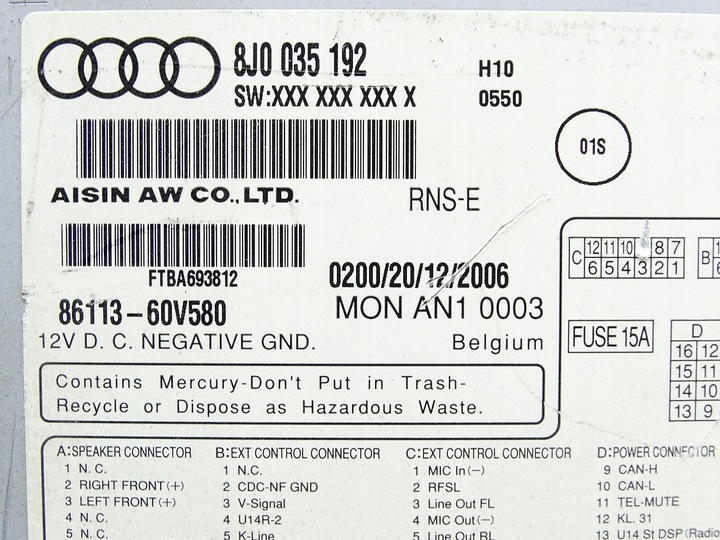 8J0 035 192
H10
SW:XXX XXX XXX X
0550
01S
AISIN AW CO.,LTD.
RNS-E
FTBA693812
0200/20/12/2006
86113-60V580
MON AN1 0003
12V D. C. NEGATIVE GND.
Belgium
Contains Mercury-Don't Put in Trash-
Recycle or Dispose as Hazardous Waste.
C 12 11 10 8 7
6 5 4 3 2 1
B
FUSE 15A
D
16 12
15 11
14 10
13 9
A:SPEAKER CONNECTOR
1 N. C.
2 RIGHT FRONT(+)
3 LEFT FRONT(+)
4 N. C.
5 N. C.
B:EXT CONTROL CONNECTOR
1 N.C.
2 CDC-NF GND
3 V-Signal
4 U14R-2
5 K-Line
C:EXT CONTROL CONNECTOR
1 MIC In(-)
2 RFSL
3 Line Out FL
4 MIC Out(-)
5 Line Out RL
D:POWER CONNECTOR
9 CAN-H
10 CAN-L
11 TEL-MUTE
12 KL. 31
13 U14 St DSP(Radio